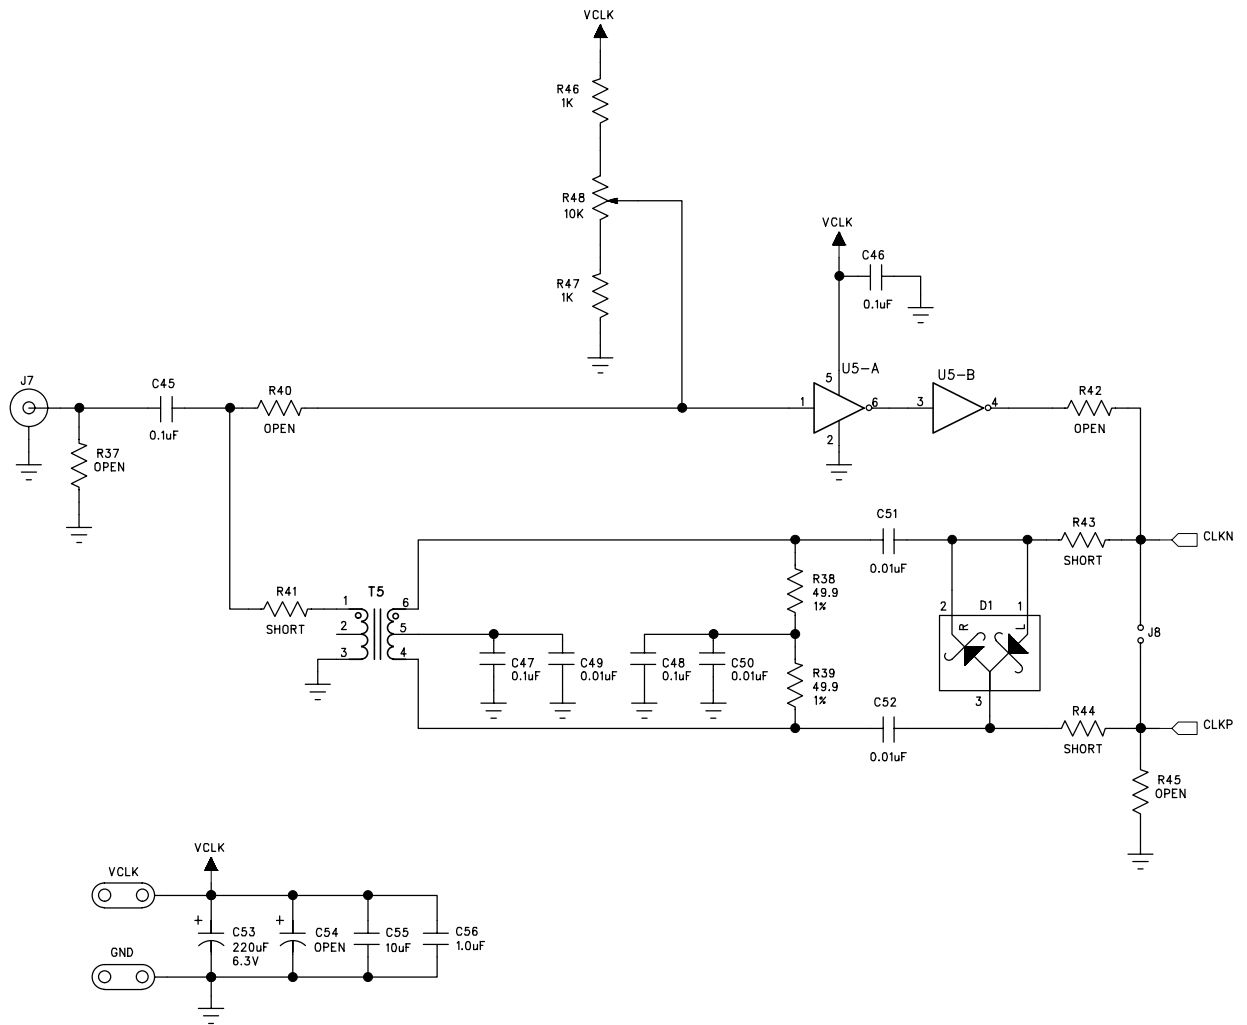 VCLK
R46
1K
R48
10K
R47
1K
VCLK
C46
0.1uF
J7
C45
0.1uF
R37
OPEN
R40
OPEN
1
5
2
U5-A
6
3
U5-B
4
R42
OPEN
C51
0.01uF
R43
SHORT
CLKN
R41
SHORT
T5
1
2
3
6
5
4
R38
49.9
1%
C47
0.1uF
C49
0.01uF
C48
0.1uF
C50
0.01uF
R39
49.9
1%
2
D1
1
R
L
3
J8
C52
0.01uF
R44
SHORT
CLKP
R45
OPEN
VCLK
VCLK
GND
+
C53
220uF
6.3V
+
C54
OPEN
C55
10uF
C56
1.0uF